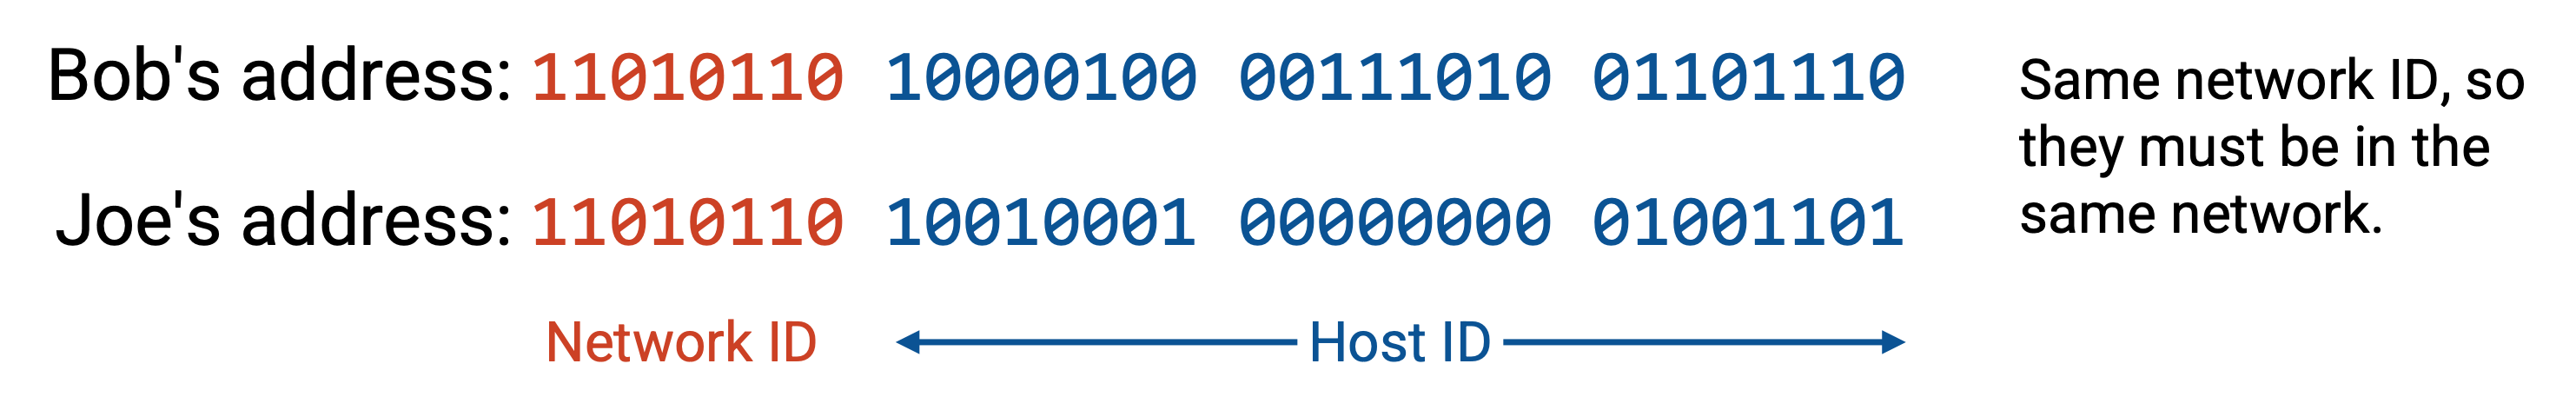 Bob's address: 11010110 10000100 00111010 01101110
Joe's address: 11010110 10010001 00000000 01001101
Network ID
Host ID
Same network ID, so
they must be in the
same network.